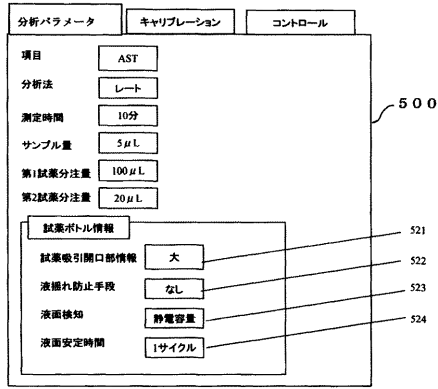 分析パラメータ キャリブレーション コントロール
項目 AST
分析法 レート
500
測定時間 10分
サンプル量 5μL
第1試薬分注量 100μL
第2試薬分注量 20μL
試薬ボトル情報
521
試薬吸引開口部情報 大
522
液揺れ防止手段 なし
523
液面検知 静電容量
524
液面安定時間 1サイクル